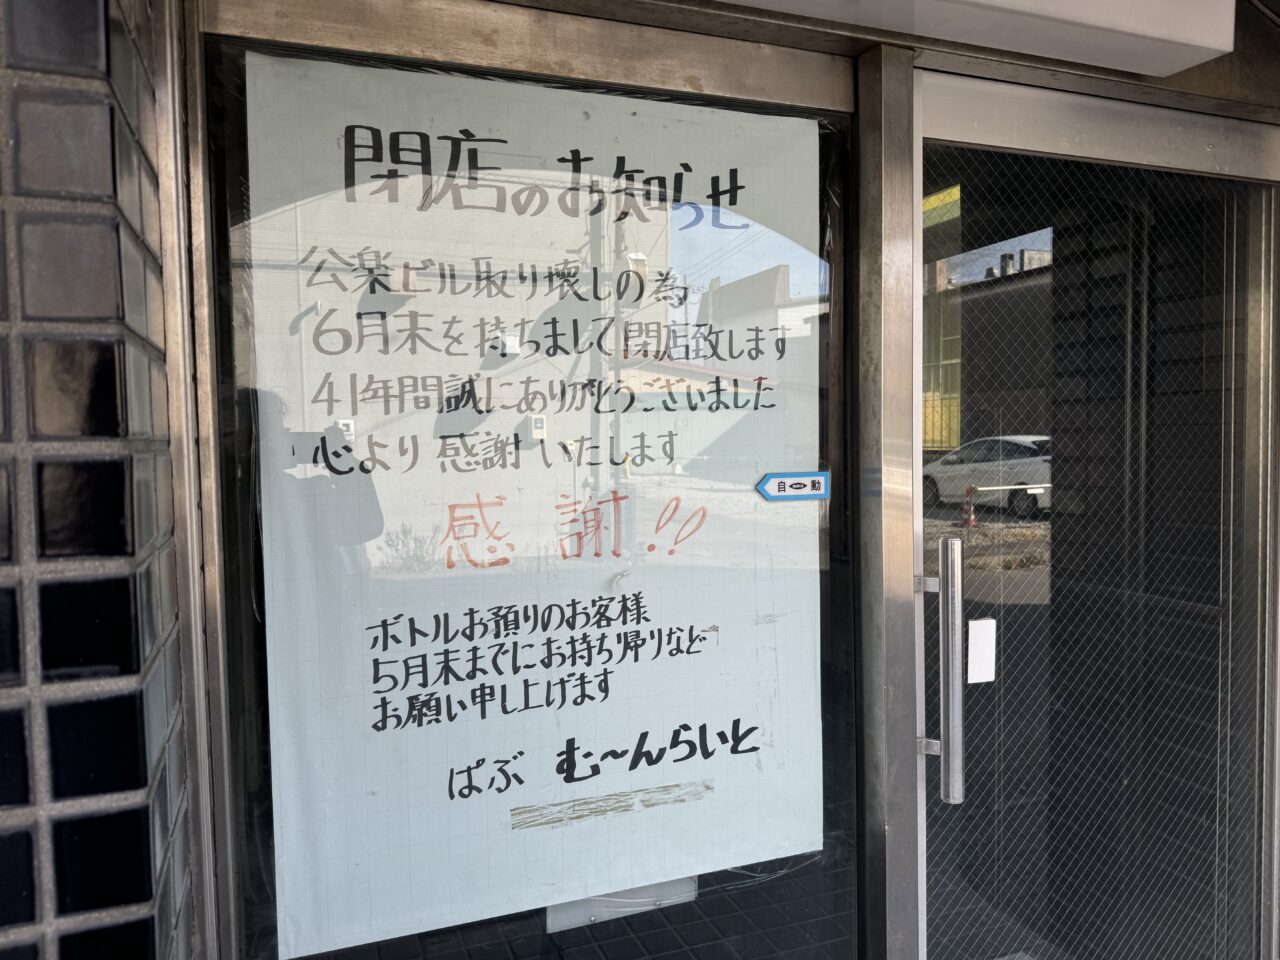 閉店のお知らせ
公楽ビル取り壊しの為
6月末を持ちまして閉店致します
41年間誠にありがとうございました
心より感謝いたします
感謝!!
自動
ボトルお預りのお客様
5月末までにお持ち帰りなど
お願い申し上げます
ぱぶ む〜んらいと